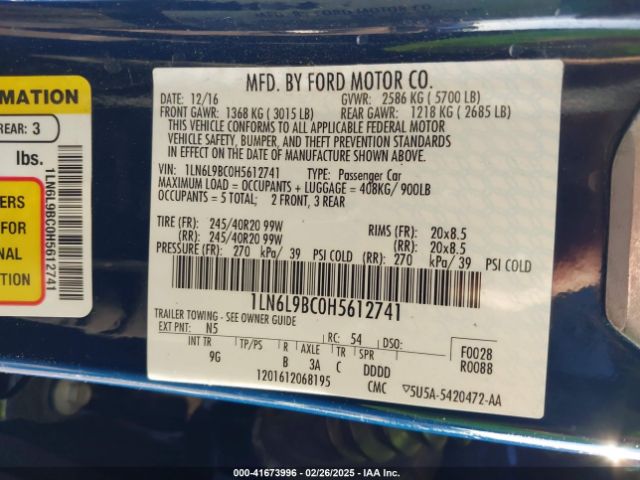 MFD. BY FORD MOTOR CO.
DATE: 12/16 GVWR: 2586 KG ( 5700 LB)
FRONT GAWR: 1368 KG ( 3015 LB) REAR GAWR: 1218 KG ( 2685 LB)
THIS VEHICLE CONFORMS TO ALL APPLICABLE FEDERAL MOTOR
VEHICLE SAFETY, BUMPER, AND THEFT PREVENTION STANDARDS
IN EFFECT ON THE DATE OF MANUFACTURE SHOWN ABOVE.
VIN: 1LN6L9BC0H5612741 TYPE: Passenger Car
MAXIMUM LOAD = OCCUPANTS + LUGGAGE = 408KG/ 900LB
OCCUPANTS = 5 TOTAL; 2 FRONT, 3 REAR
TIRE (FR): 245/40R20 99W RIMS (FR): 20x8.5
(RR): 245/40R20 99W (RR): 20x8.5
PRESSURE (FR): 270 kPa/ 39 PSI COLD (RR): 270 kPa/ 39 PSI COLD
1LN6L9BC0H5612741
TRAILER TOWING - SEE OWNER GUIDE
EXT PNT: N5 RC: 54 DSO: F0028
INT TR TP/PS R AXLE TR SPR R0088
9G B 3A C DDDD
1201612068195 CMC ▽5U5A-5420472-AA
ORMATION
REAR: 3
lbs.
ERS
FOR
ONAL
N
1LN6L9BC0H5612741
000-41673996 - 02/26/2025 - IAA Inc.